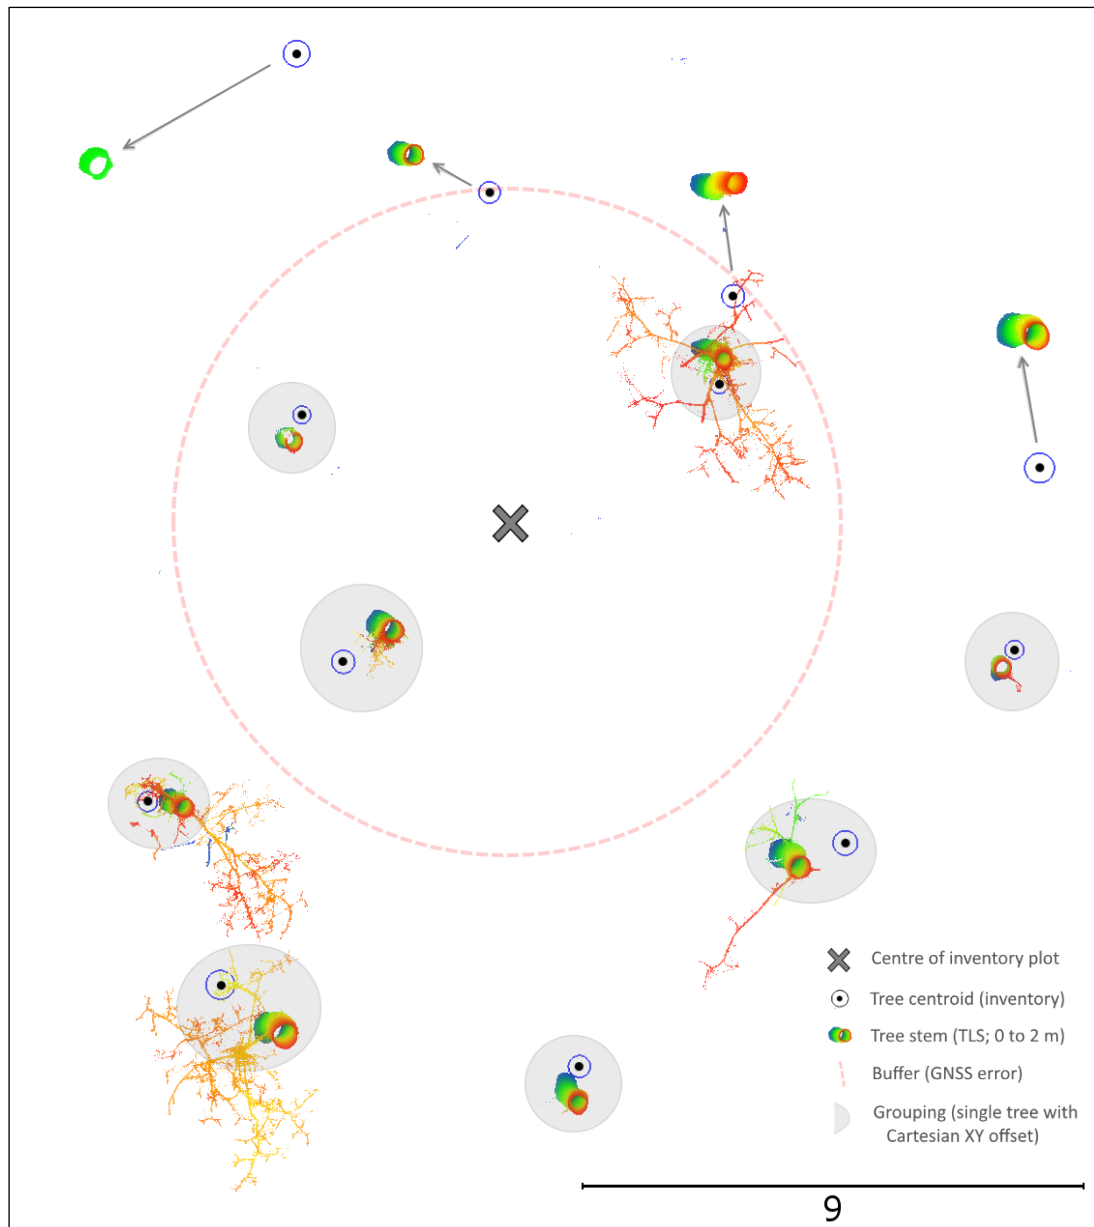 Centre of inventory plot
Tree centroid (inventory)
Tree stem (TLS; 0 to 2 m)
Buffer (GNSS error)
Grouping (single tree with
Cartesian XY offset)
9